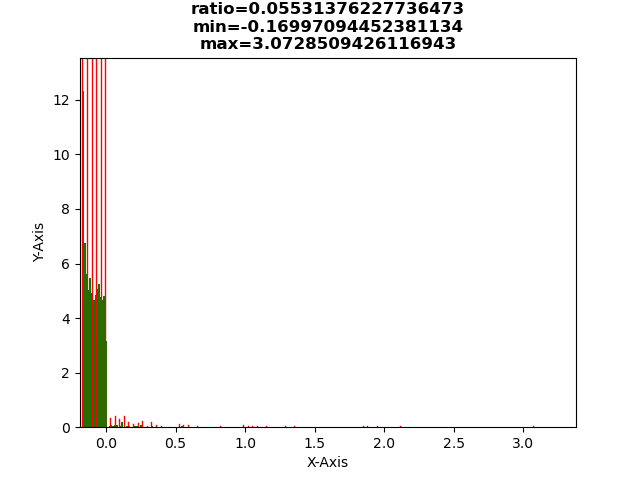 ratio=0.05531376227736473
min=-0.16997094452381134
max=3.0728509426116943
12
10
8
6
4
2
0
Y-Axis
0.0 0.5 1.0 1.5 2.0 2.5 3.0
X-Axis